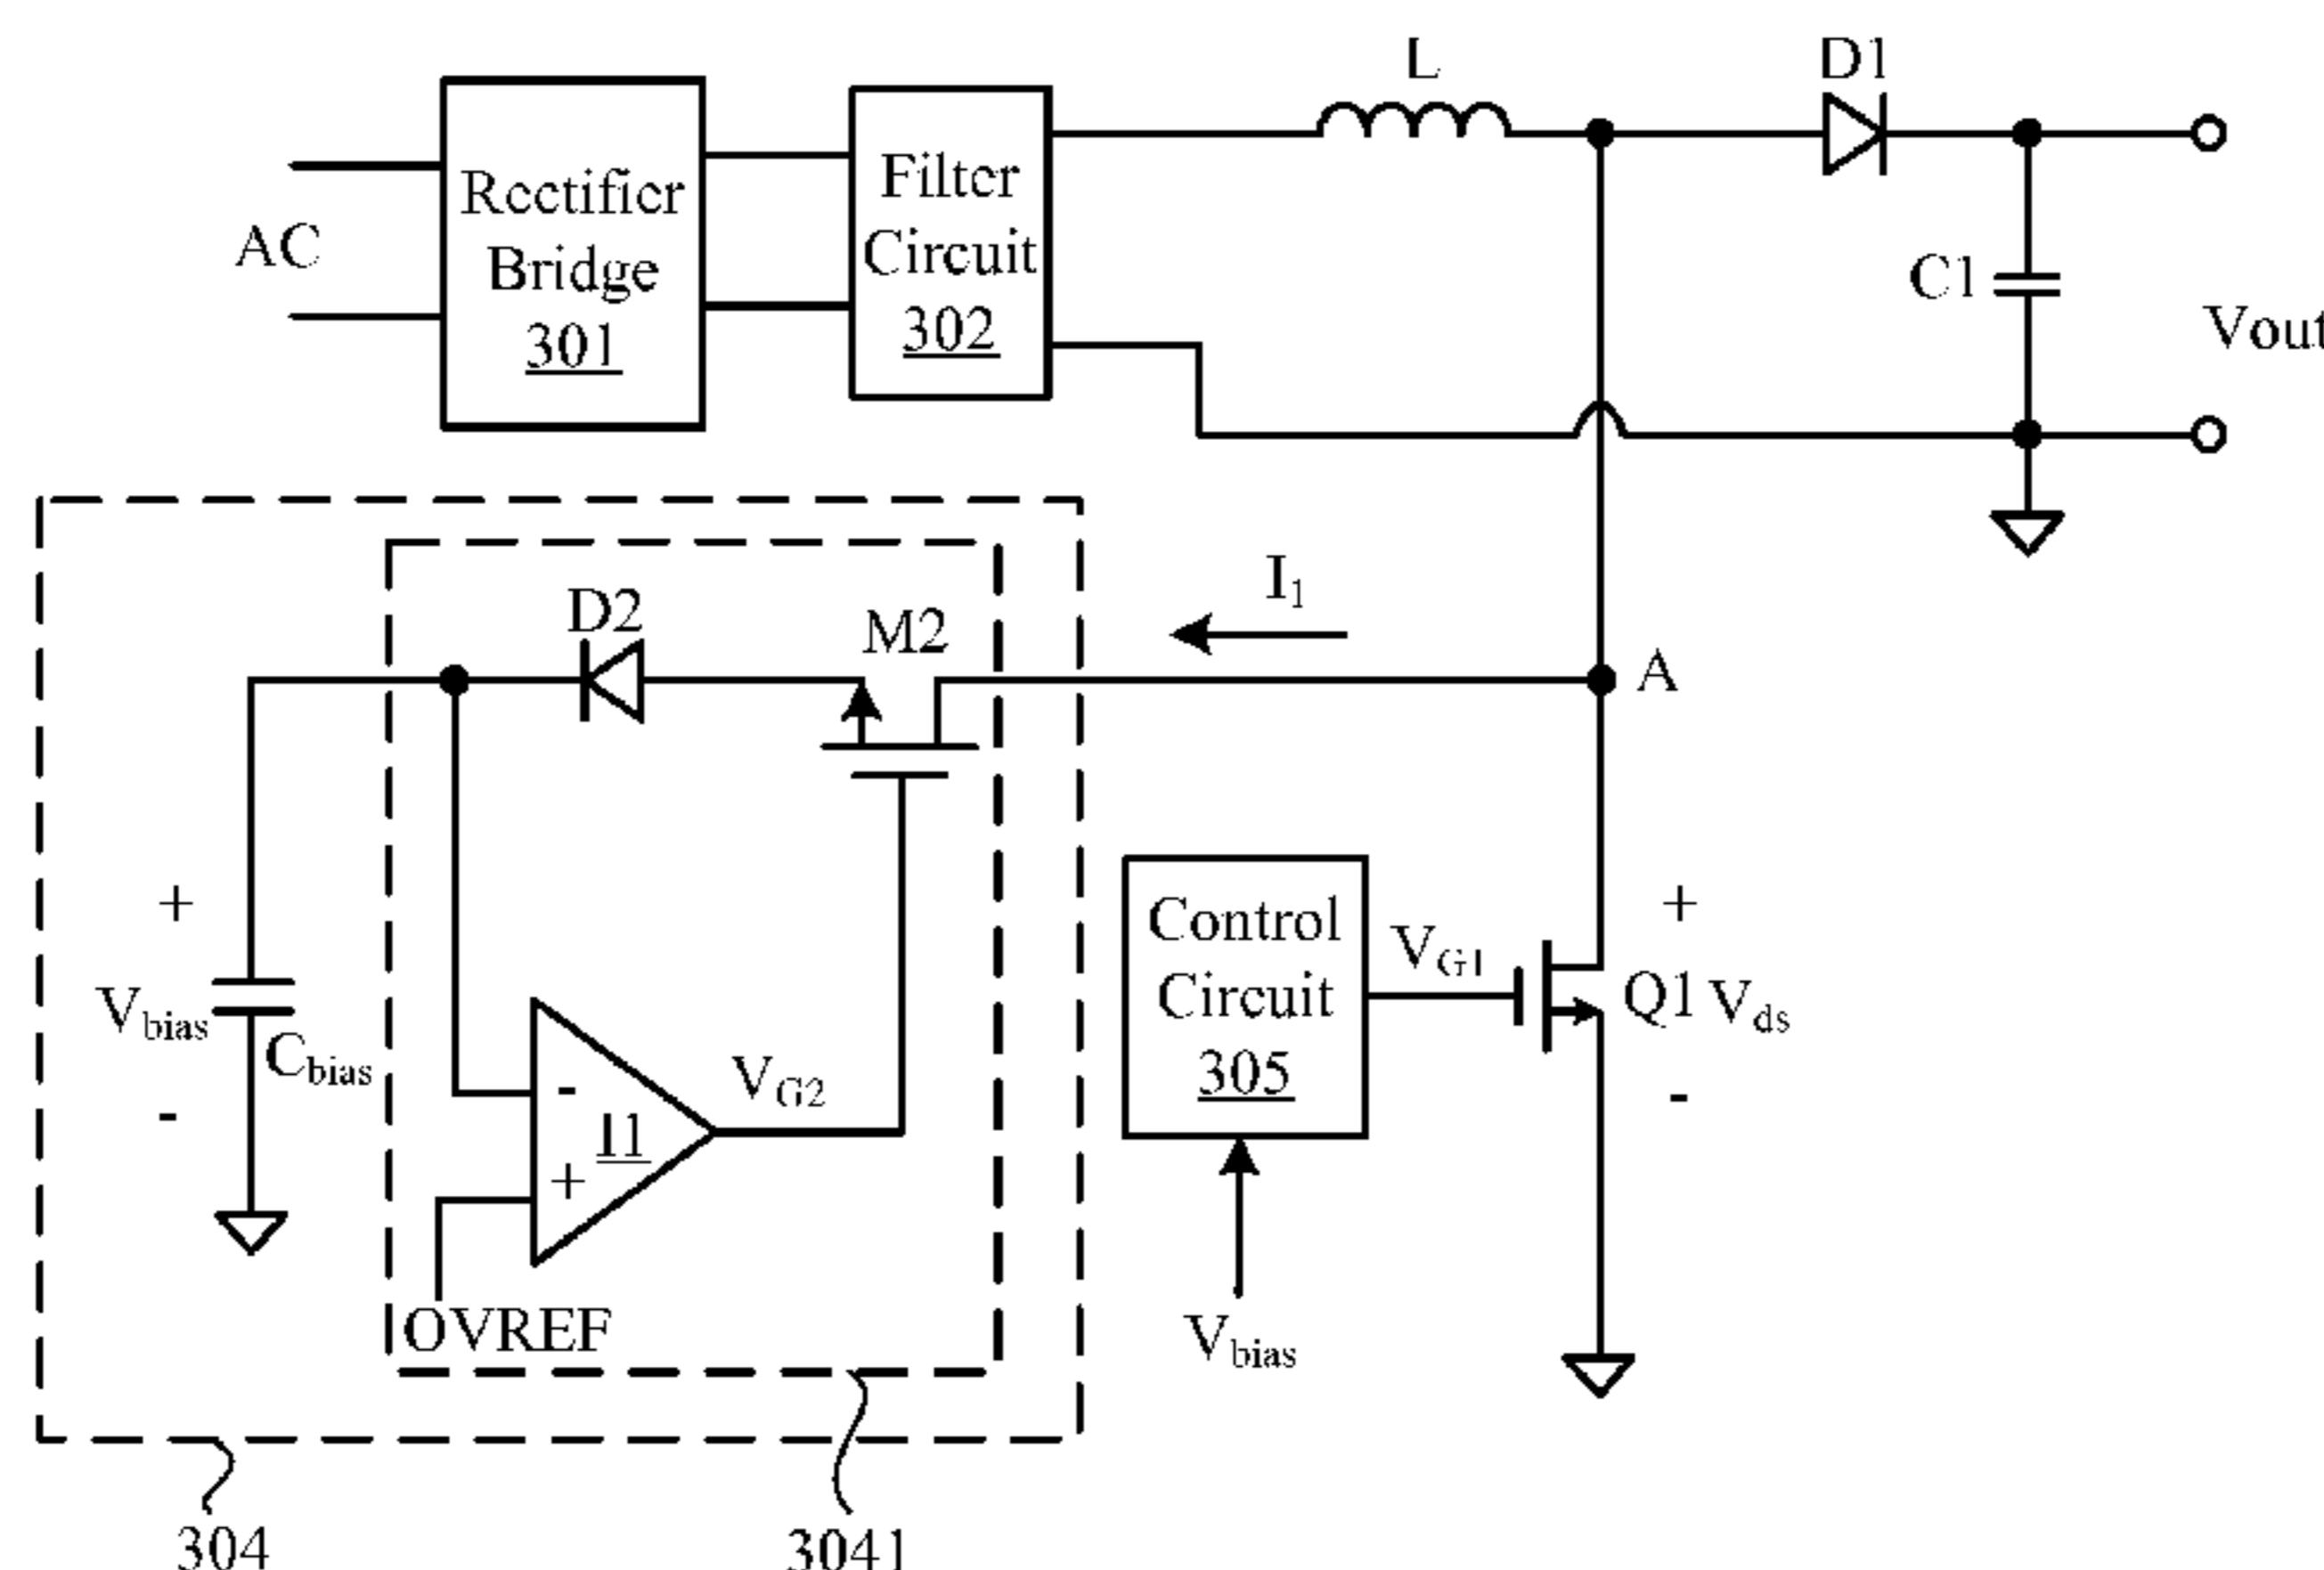 L
D1
AC
Rectifier
Bridge
301
Filter
Circuit
302
C1
Vout
I1
D2
M2
A
+
Vbias
-
Cbias
-
I1
+
VG2
OVREF
Control
Circuit
305
VG1
Vbias
+
Q1 Vds
-
304
3041